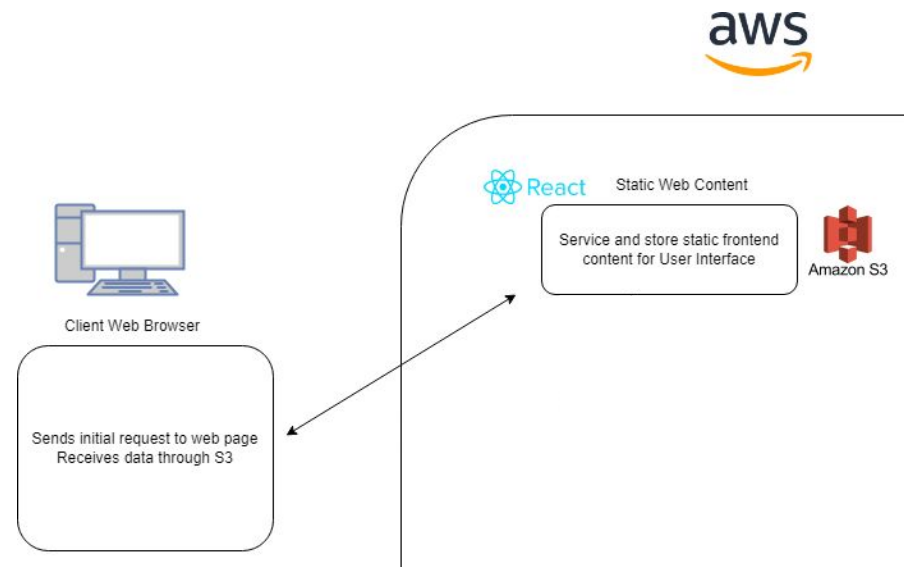 aws
React
Static Web Content
Service and store static frontend
content for User Interface
Amazon S3
Client Web Browser
Sends initial request to web page
Receives data through S3